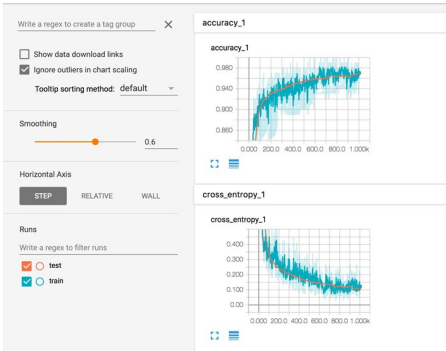 Write a regex to create a tag group
Show data download links
Ignore outliers in chart scaling
Tooltip sorting method: default
Smoothing
0.6
Horizontal Axis
STEP RELATIVE WALL
Runs
Write a regex to filter runs
test
train
accuracy_1
accuracy_1
0.980
0.940
0.900
0.860
0.000 200.0 400.0 600.0 800.0 1.000k
cross_entropy_1
cross_entropy_1
0.400
0.300
0.200
0.100
0.00
0.000 200.0 400.0 600.0 800.0 1.000k